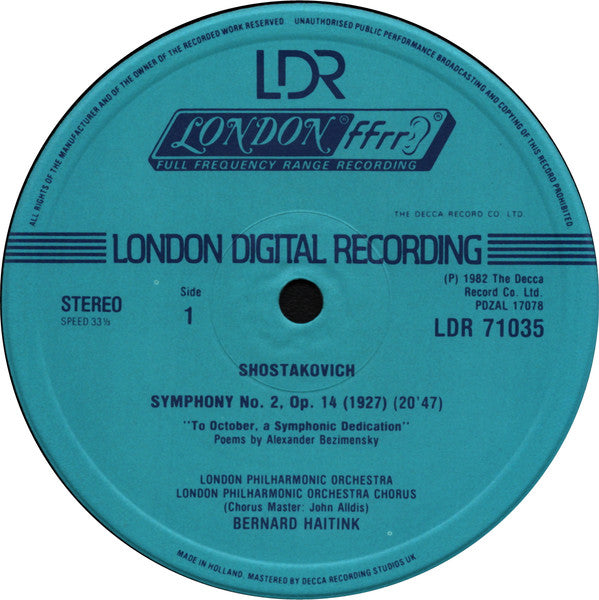 ALL RIGHTS OF THE MANUFACTURER AND OF THE OWNER OF THE RECORDED WORK RESERVED    UNAUTHORISED PUBLIC PERFORMANCE BROADCASTING AND COPYING OF THIS RECORD PROHIBITED
LDR
LONDON® ffrr®
FULL FREQUENCY RANGE RECORDING
THE DECCA RECORD CO. LTD.
LONDON DIGITAL RECORDING
STEREO
SPEED 33⅓
Side
1
(P) 1982 The Decca
Record Co. Ltd.
PDZAL 17078
LDR 71035
SHOSTAKOVICH
SYMPHONY No. 2, Op. 14 (1927) (20'47)
"To October, a Symphonic Dedication"
Poems by Alexander Bezimensky
LONDON PHILHARMONIC ORCHESTRA
LONDON PHILHARMONIC ORCHESTRA CHORUS
(Chorus Master: John Alldis)
BERNARD HAITINK
MADE IN HOLLAND. MASTERED BY DECCA RECORDING STUDIOS UK